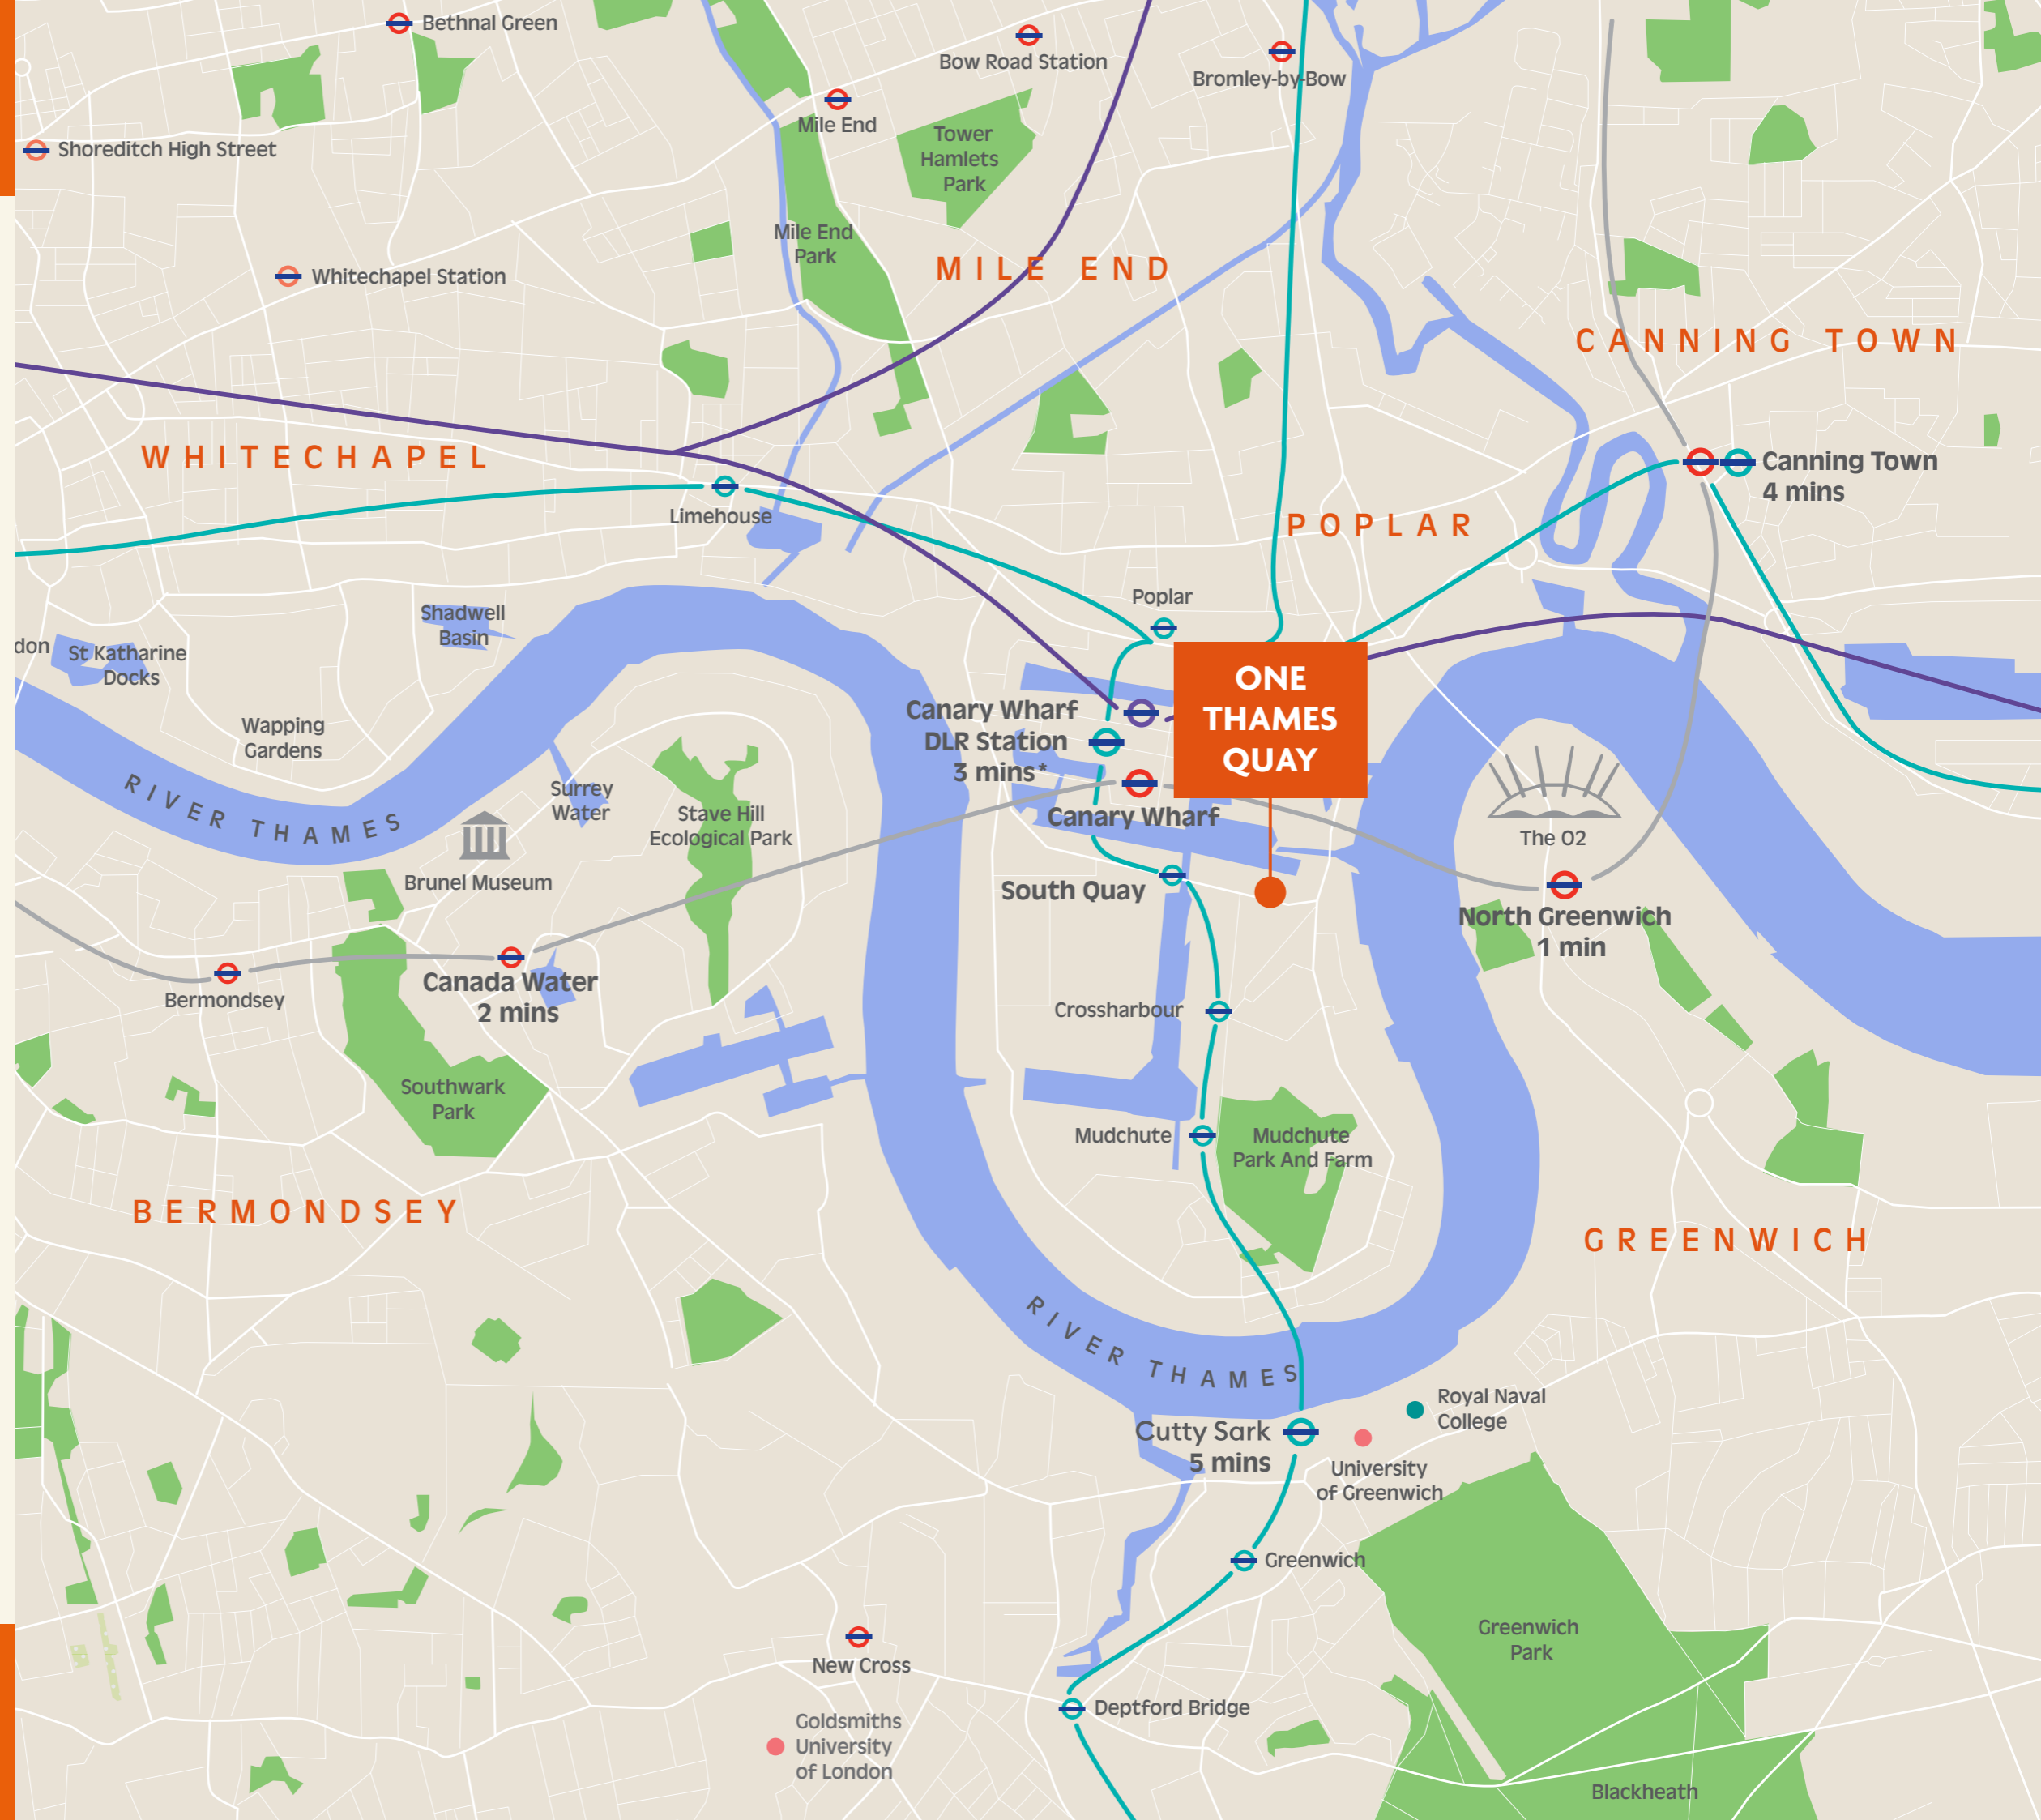 Bethnal Green
Bow Road Station
Bromley-by-Bow
Mile End
Shoreditch High Street
Tower
Hamlets
Park
Mile End
Park
Whitechapel Station
MILE END
CANNING TOWN
WHITECHAPEL
Canning Town
4 mins
Limehouse
POPLAR
Poplar
Shadwell
Basin
don
St Katharine
Docks
Wapping
Gardens
ONE
THAMES
QUAY
Canary Wharf
DLR Station
3 mins*
Canary Wharf
RIVER THAMES
Surrey
Water
Stave Hill
Ecological Park
The O2
Brunel Museum
South Quay
North Greenwich
1 min
Canada Water
2 mins
Bermondsey
Crossharbour
Southwark
Park
Mudchute
Mudchute
Park And Farm
BERMONDSEY
GREENWICH
RIVER THAMES
Royal Naval
College
Cutty Sark
5 mins
University
of Greenwich
Greenwich
Greenwich
Park
New Cross
Deptford Bridge
Goldsmiths
University
of London
Blackheath